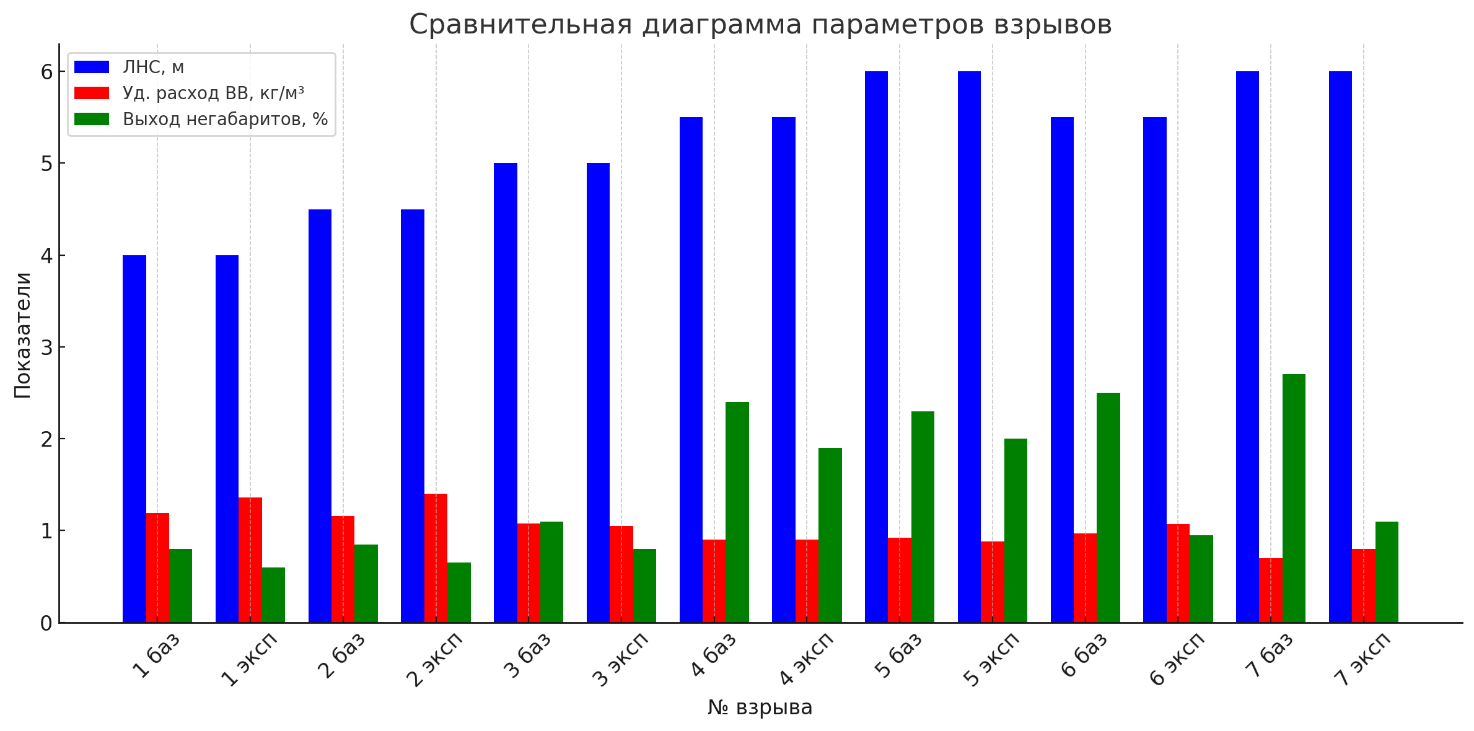 Сравнительная диаграмма параметров взрывов
ЛНС, м
Уд. расход ВВ, кг/м³
Выход негабаритов, %
Показатели
6
5
4
3
2
1
0
1 баз
1 эксп
2 баз
2 эксп
3 баз
3 эксп
4 баз
4 эксп
5 баз
5 эксп
6 баз
6 эксп
7 баз
7 эксп
№ взрыва